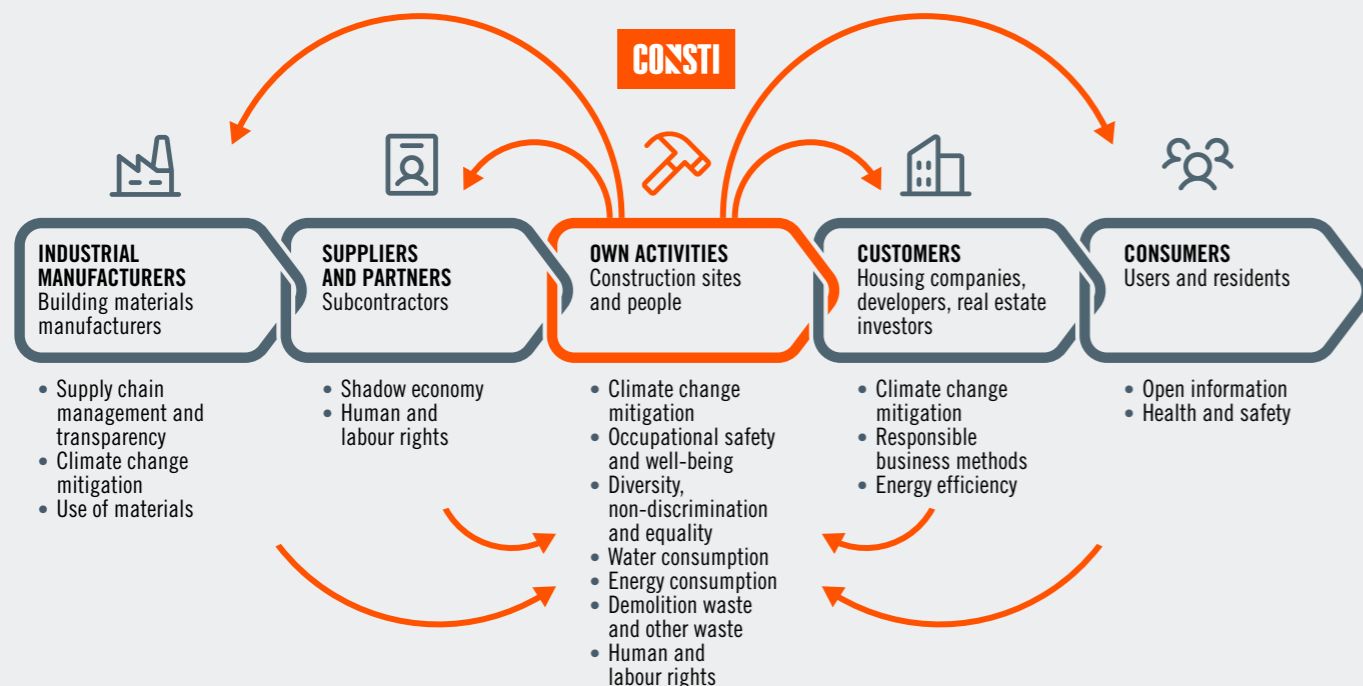 CONSTI
INDUSTRIAL
MANUFACTURERS
Building materials
manufacturers
• Supply chain
management and
transparency
• Climate change
mitigation
• Use of materials
SUPPLIERS
AND PARTNERS
Subcontractors
• Shadow economy
• Human and
labour rights
OWN ACTIVITIES
Construction sites
and people
• Climate change
mitigation
• Occupational safety
and well-being
• Diversity,
non-discrimination
and equality
• Water consumption
• Energy consumption
• Demolition waste
and other waste
• Human and
labour rights
CUSTOMERS
Housing companies,
developers, real estate
investors
• Climate change
mitigation
• Responsible
business methods
• Energy efficiency
CONSUMERS
Users and residents
• Open information
• Health and safety